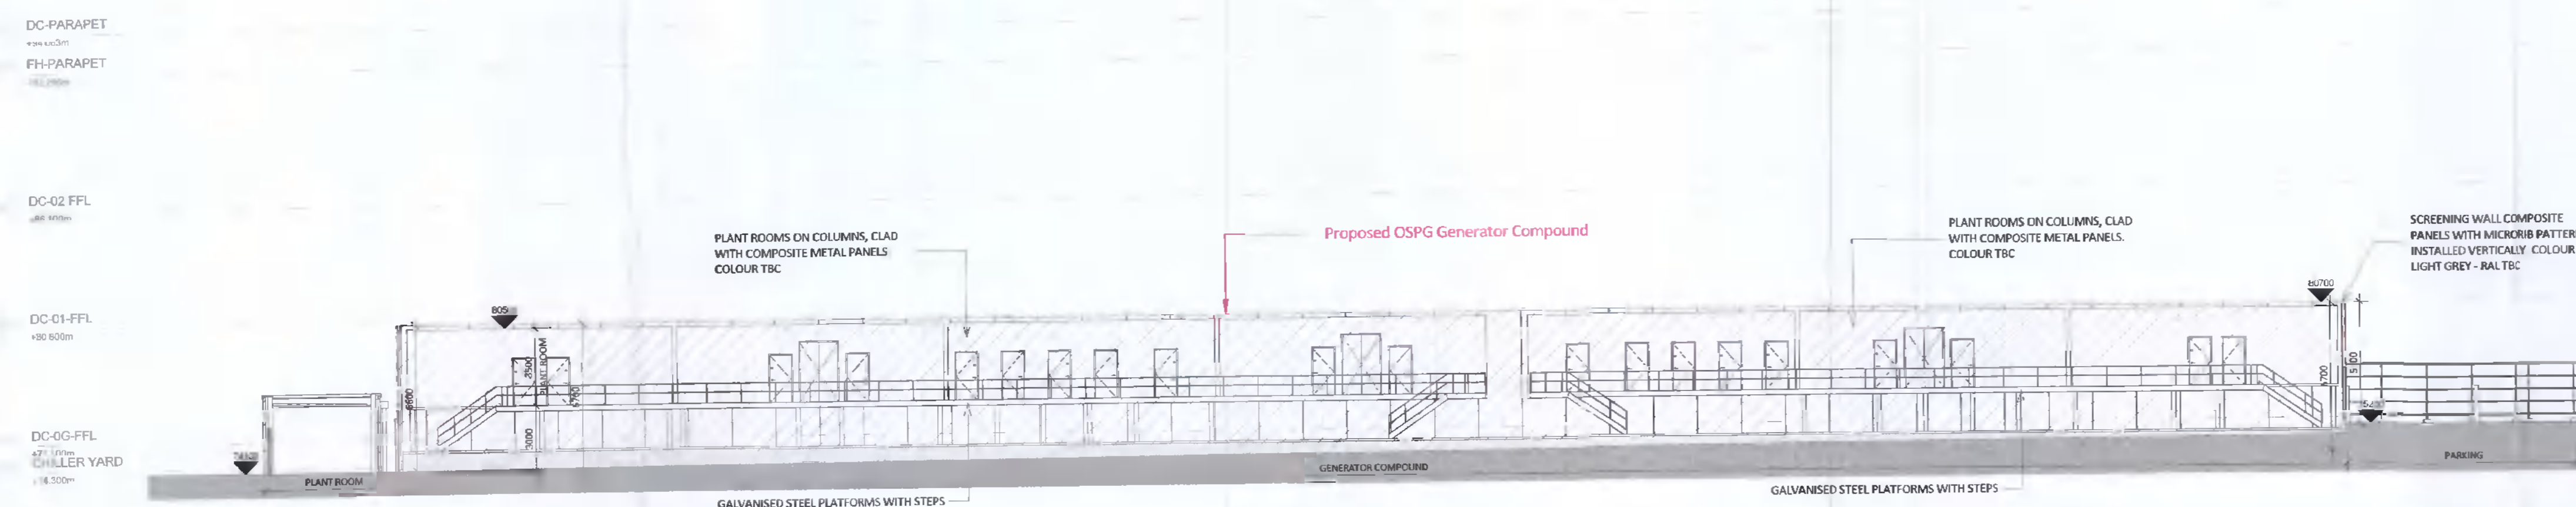 DC-PARAPET
FH-PARAPET
DC-02 FFL
DC-01-FFL
+80.600m
DC-0G-FFL
CHILLER YARD
PLANT ROOMS ON COLUMNS, CLAD
WITH COMPOSITE METAL PANELS
COLOUR TBC
Proposed OSPG Generator Compound
PLANT ROOMS ON COLUMNS, CLAD
WITH COMPOSITE METAL PANELS.
COLOUR TBC
SCREENING WALL COMPOSITE
PANELS WITH MICRORIB PATTER
INSTALLED VERTICALLY COLOUR
LIGHT GREY - RAL TBC
80700
3500
PLANT ROOM
6600
3000
PLANT ROOM
GENERATOR COMPOUND
PARKING
GALVANISED STEEL PLATFORMS WITH STEPS
GALVANISED STEEL PLATFORMS WITH STEPS